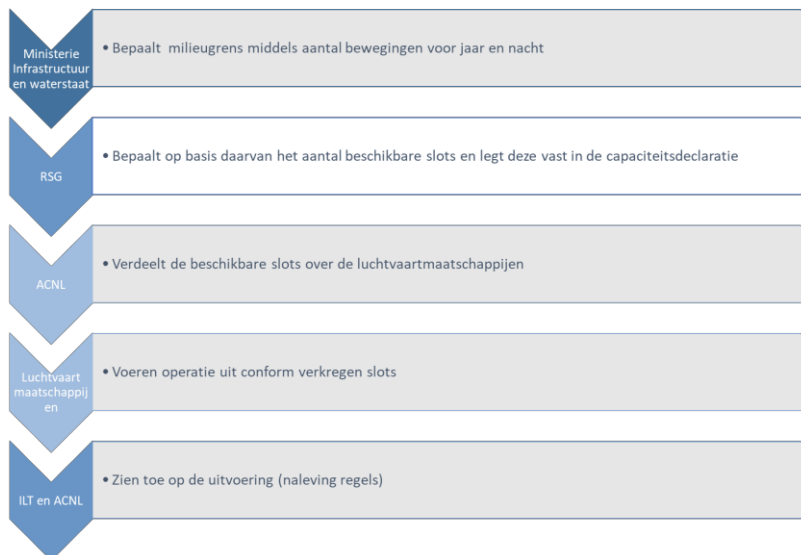 Ministerie
Infrastructuur
en waterstaat
• Bepaalt milieugrens middels aantal bewegingen voor jaar en nacht
RSG
• Bepaalt op basis daarvan het aantal beschikbare slots en legt deze vast in de capaciteitsdeclaratie
ACNL
• Verdeelt de beschikbare slots over de luchtvaartmaatschappijen
Luchtvaart
maatschappij
en
• Voeren operatie uit conform verkregen slots
ILT en ACNL
• Zien toe op de uitvoering (naleving regels)